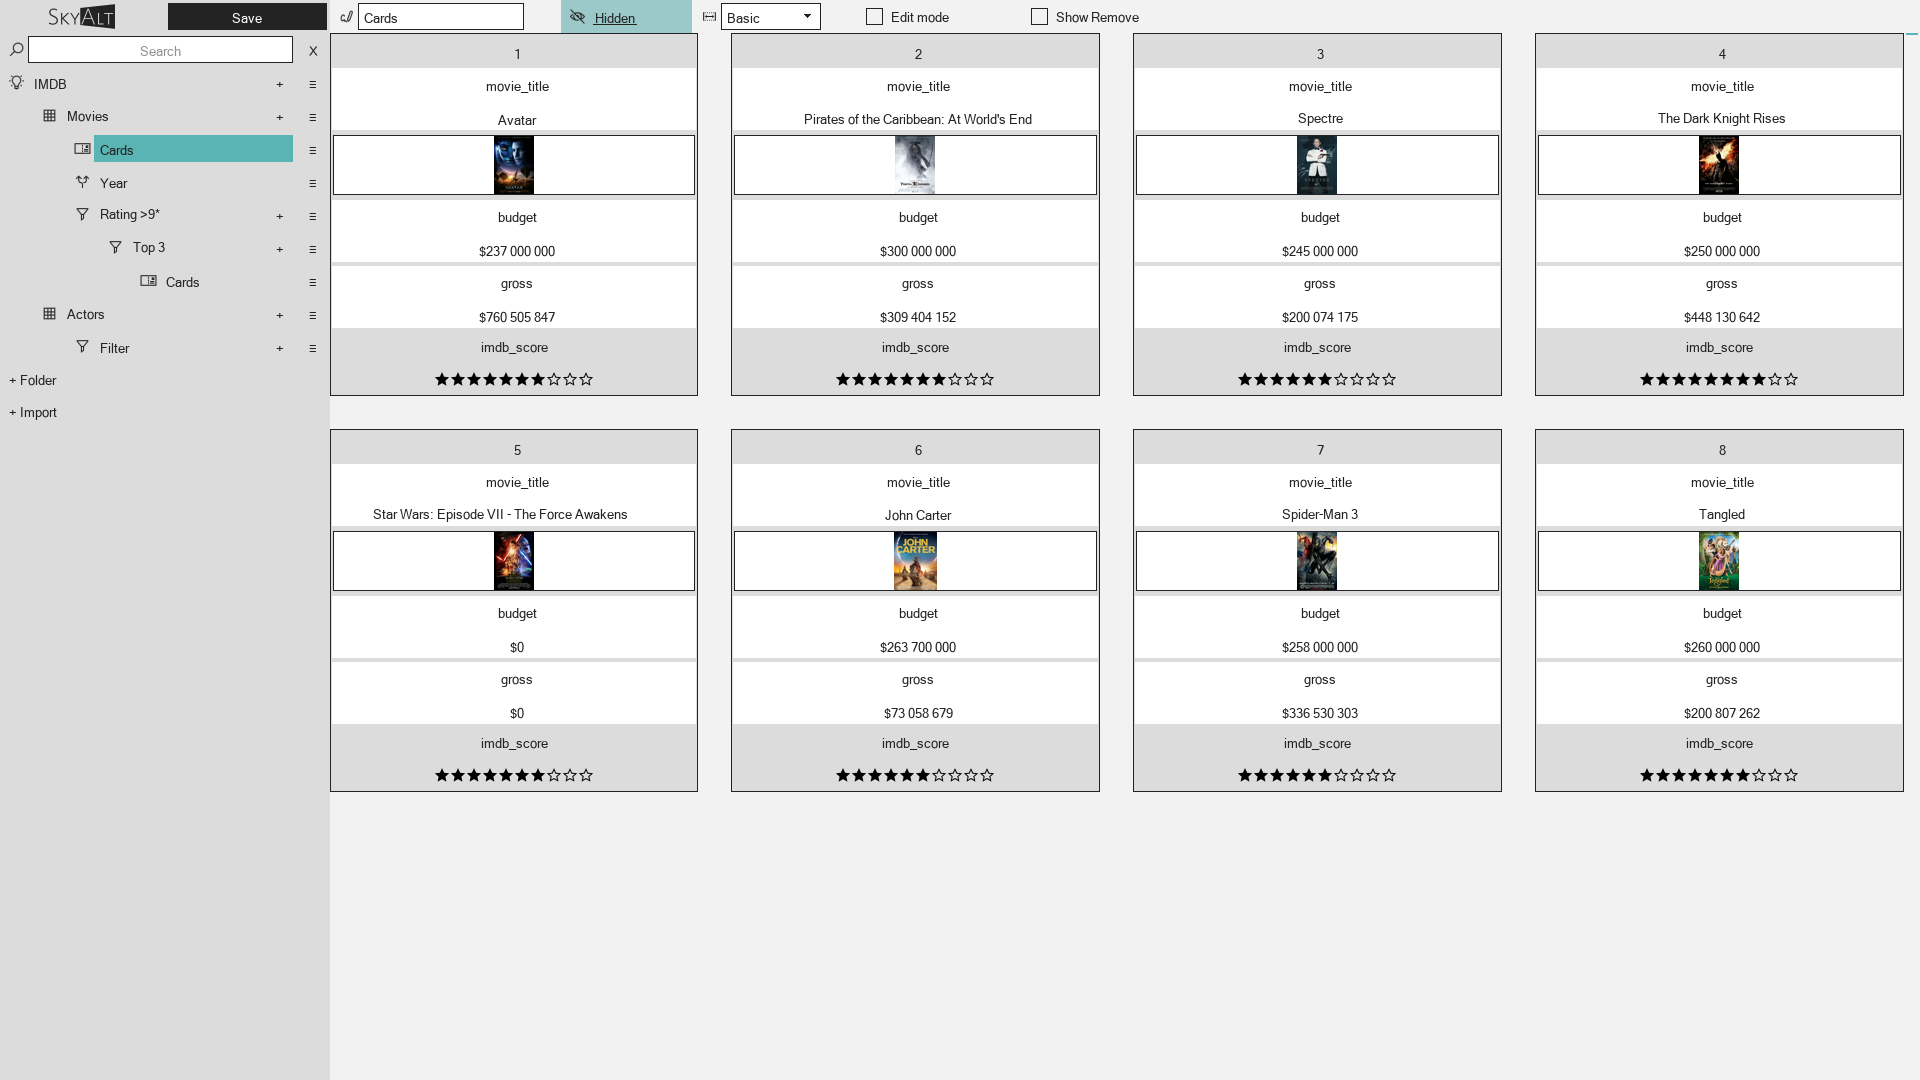 SKYALT
Save
Cards
Hidden
Basic
Edit mode
Show Remove
Search
X
IMDB
+
Movies
+
Cards
Year
Rating >9*
+
Top 3
+
Cards
Actors
+
Filter
+
+ Folder
+ Import
1
movie_title
Avatar
AVATAR
budget
$237 000 000
gross
$760 505 847
imdb_score
2
movie_title
Pirates of the Caribbean: At World's End
budget
$300 000 000
gross
$309 404 152
imdb_score
3
movie_title
Spectre
SPECTRE
budget
$245 000 000
gross
$200 074 175
imdb_score
4
movie_title
The Dark Knight Rises
budget
$250 000 000
gross
$448 130 642
imdb_score
5
movie_title
Star Wars: Episode VII - The Force Awakens
budget
$0
gross
$0
imdb_score
6
movie_title
John Carter
JOHN
CARTER
budget
$263 700 000
gross
$73 058 679
imdb_score
7
movie_title
Spider-Man 3
budget
$258 000 000
gross
$336 530 303
imdb_score
8
movie_title
Tangled
Tangled
budget
$260 000 000
gross
$200 807 262
imdb_score